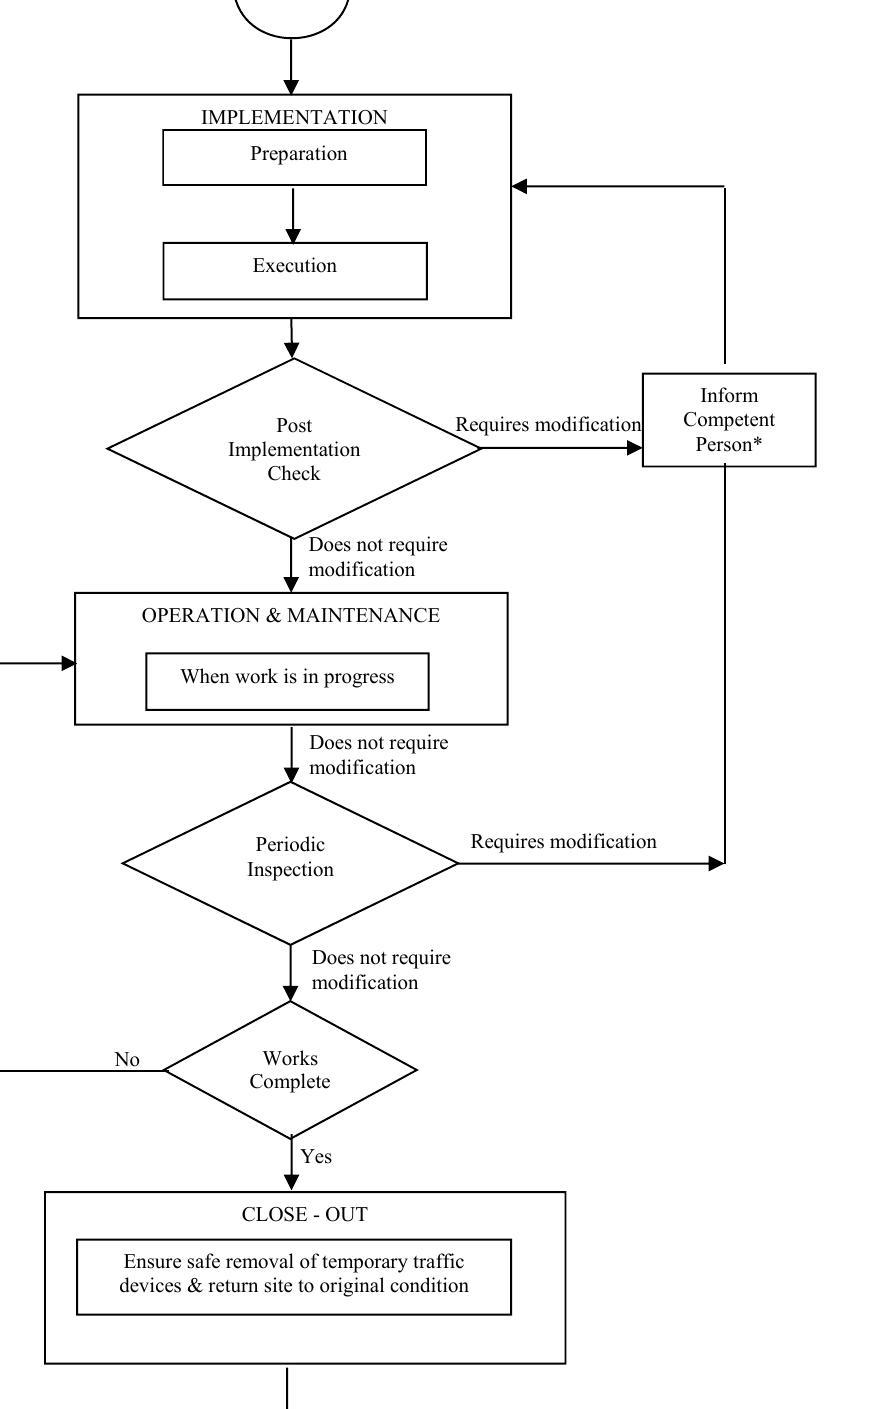 IMPLEMENTATION
Preparation
Execution
Post
Implementation
Check
Requires modification
Inform
Competent
Person*
Does not require
modification
OPERATION & MAINTENANCE
When work is in progress
Does not require
modification
Periodic
Inspection
Requires modification
Does not require
modification
Works
Complete
No
Yes
CLOSE - OUT
Ensure safe removal of temporary traffic
devices & return site to original condition